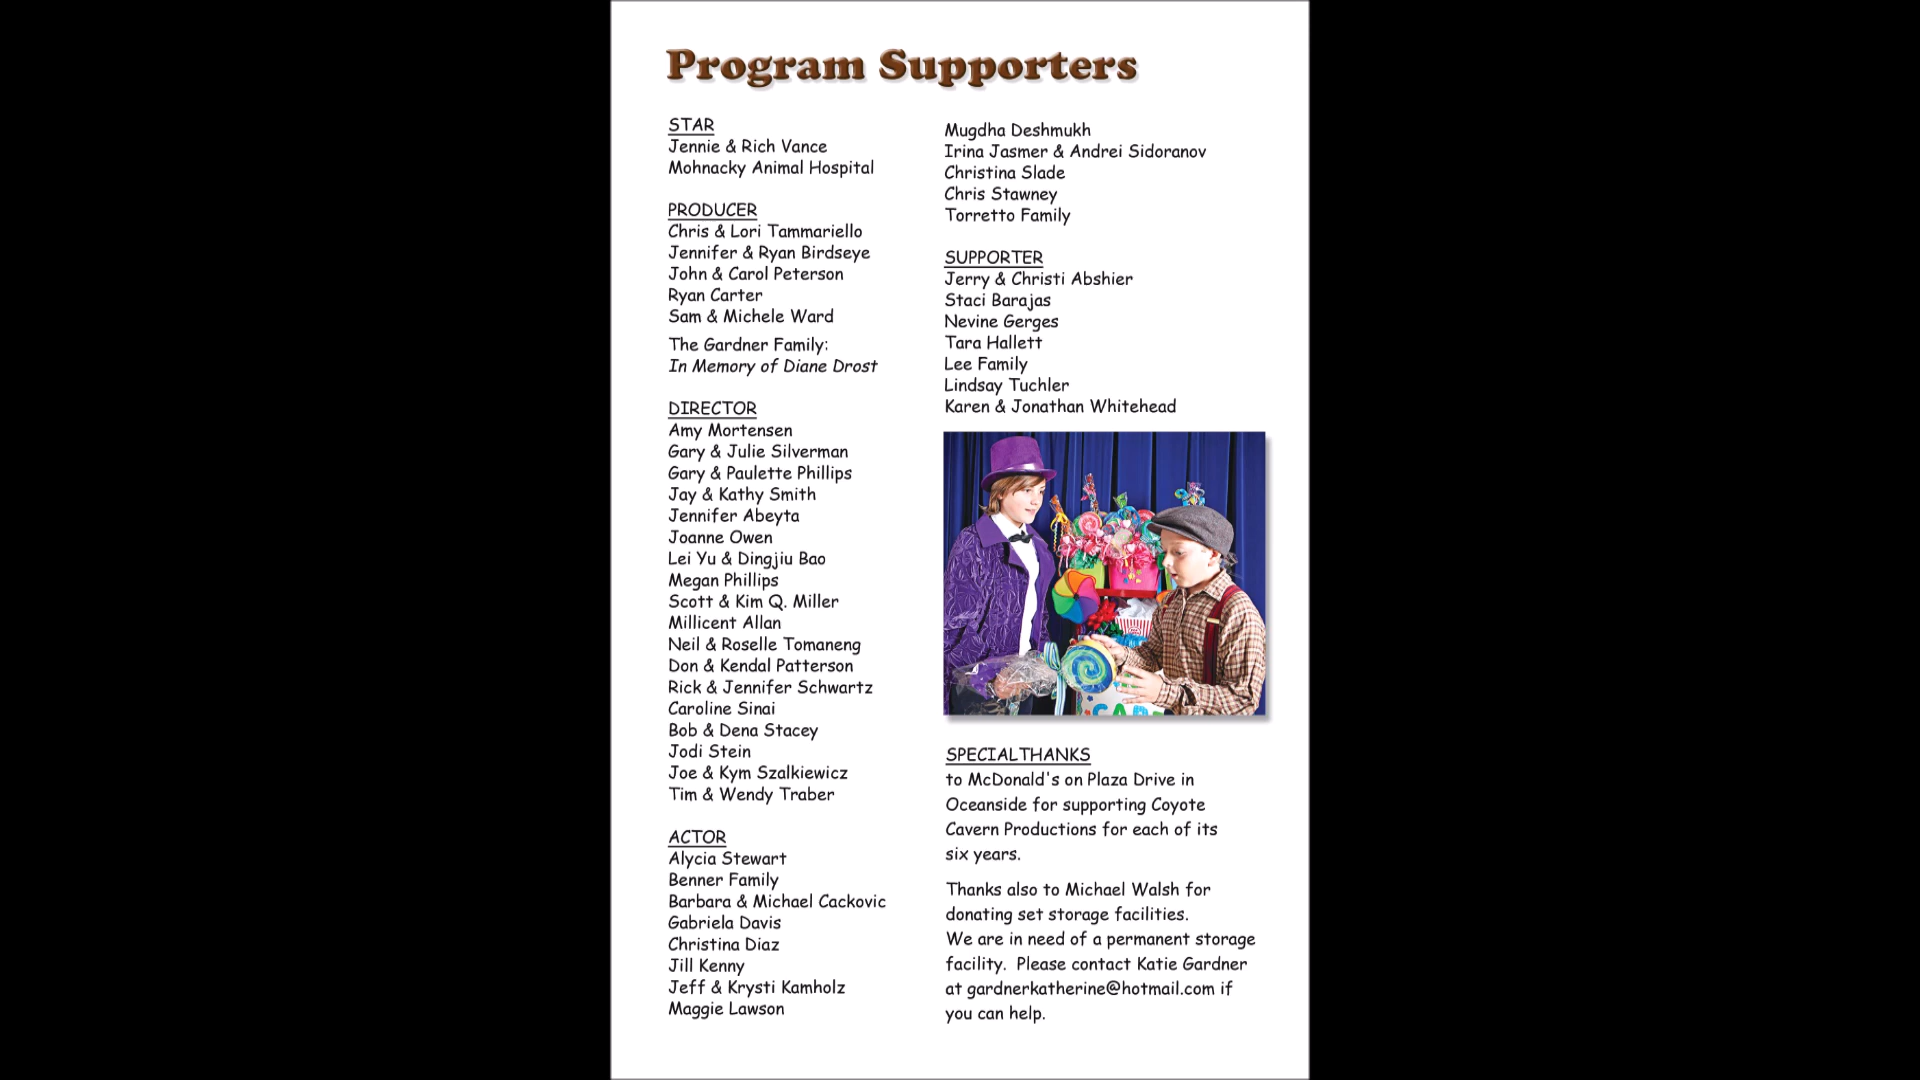 Program Supporters
STAR
Jennie & Rich Vance
Mohnacky Animal Hospital
PRODUCER
Chris & Lori Tammariello
Jennifer & Ryan Birdseye
John & Carol Peterson
Ryan Carter
Sam & Michele Ward
The Gardner Family:
In Memory of Diane Drost
DIRECTOR
Amy Mortensen
Gary & Julie Silverman
Gary & Paulette Phillips
Jay & Kathy Smith
Jennifer Abeyta
Joanne Owen
Lei Yu & Dingjiu Bao
Megan Phillips
Scott & Kim Q. Miller
Millicent Allan
Neil & Roselle Tomaneng
Don & Kendal Patterson
Rick & Jennifer Schwartz
Caroline Sinai
Bob & Dena Stacey
Jodi Stein
Joe & Kym Szalkiewicz
Tim & Wendy Traber
ACTOR
Alycia Stewart
Benner Family
Barbara & Michael Cackovic
Gabriela Davis
Christina Diaz
Jill Kenny
Jeff & Krysti Kamholz
Maggie Lawson
Mugdha Deshmukh
Irina Jasmer & Andrei Sidoranov
Christina Slade
Chris Stawney
Torretto Family
SUPPORTER
Jerry & Christi Abshier
Staci Barajas
Nevine Gerges
Tara Hallett
Lee Family
Lindsay Tuchler
Karen & Jonathan Whitehead
SPECIALTHANKS
to McDonald's on Plaza Drive in
Oceanside for supporting Coyote
Cavern Productions for each of its
six years.
Thanks also to Michael Walsh for
donating set storage facilities.
We are in need of a permanent storage
facility.  Please contact Katie Gardner
at gardnerkatherine@hotmail.com if
you can help.